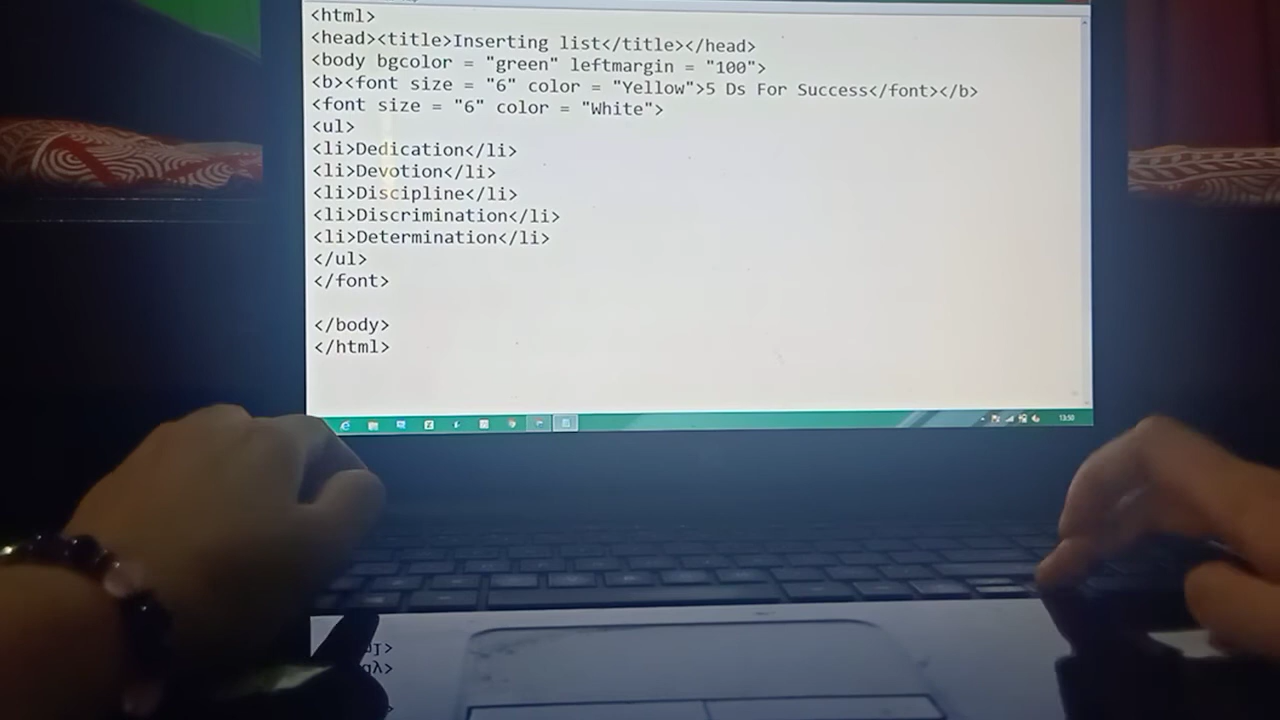 <html>
<head><title>Inserting list</title></head>
<body bgcolor = "green" leftmargin = "100">
<b><font size = "6" color = "Yellow">5 Ds For Success</font></b>
<font size = "6" color = "White">
<ul>
<li>Dedication</li>
<li>Devotion</li>
<li>Discipline</li>
<li>Discrimination</li>
<li>Determination</li>
</ul>
</font>
</body>
</html>
13:50